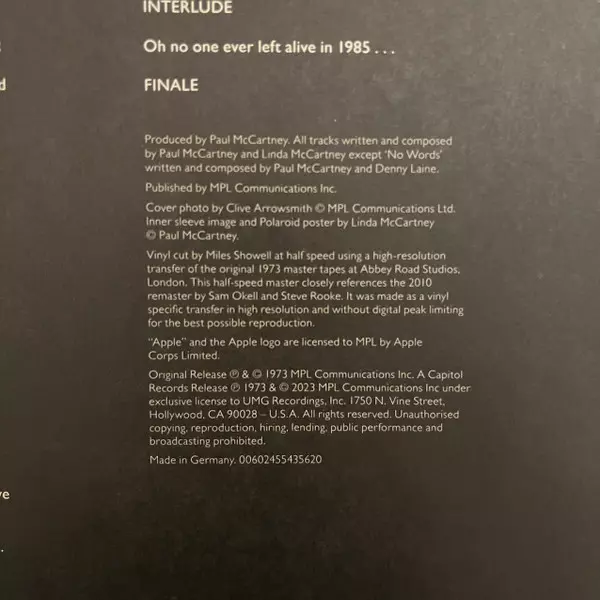 INTERLUDE
Oh no one ever left alive in 1985 . . .
d
FINALE
Produced by Paul McCartney. All tracks written and composed
by Paul McCartney and Linda McCartney except 'No Words'
written and composed by Paul McCartney and Denny Laine.
Published by MPL Communications Inc.
Cover photo by Clive Arrowsmith © MPL Communications Ltd.
Inner sleeve image and Polaroid poster by Linda McCartney
© Paul McCartney.
Vinyl cut by Miles Showell at half speed using a high-resolution
transfer of the original 1973 master tapes at Abbey Road Studios,
London. This half-speed master closely references the 2010
remaster by Sam Okell and Steve Rooke. It was made as a vinyl
specific transfer in high resolution and without digital peak limiting
for the best possible reproduction.
"Apple" and the Apple logo are licensed to MPL by Apple
Corps Limited.
Original Release ℗ & © 1973 MPL Communications Inc. A Capitol
Records Release ℗ 1973 & © 2023 MPL Communications Inc under
exclusive license to UMG Recordings, Inc. 1750 N. Vine Street,
Hollywood, CA 90028 – U.S.A. All rights reserved. Unauthorised
copying, reproduction, hiring, lending, public performance and
broadcasting prohibited.
Made in Germany. 00602455435620
ve
.